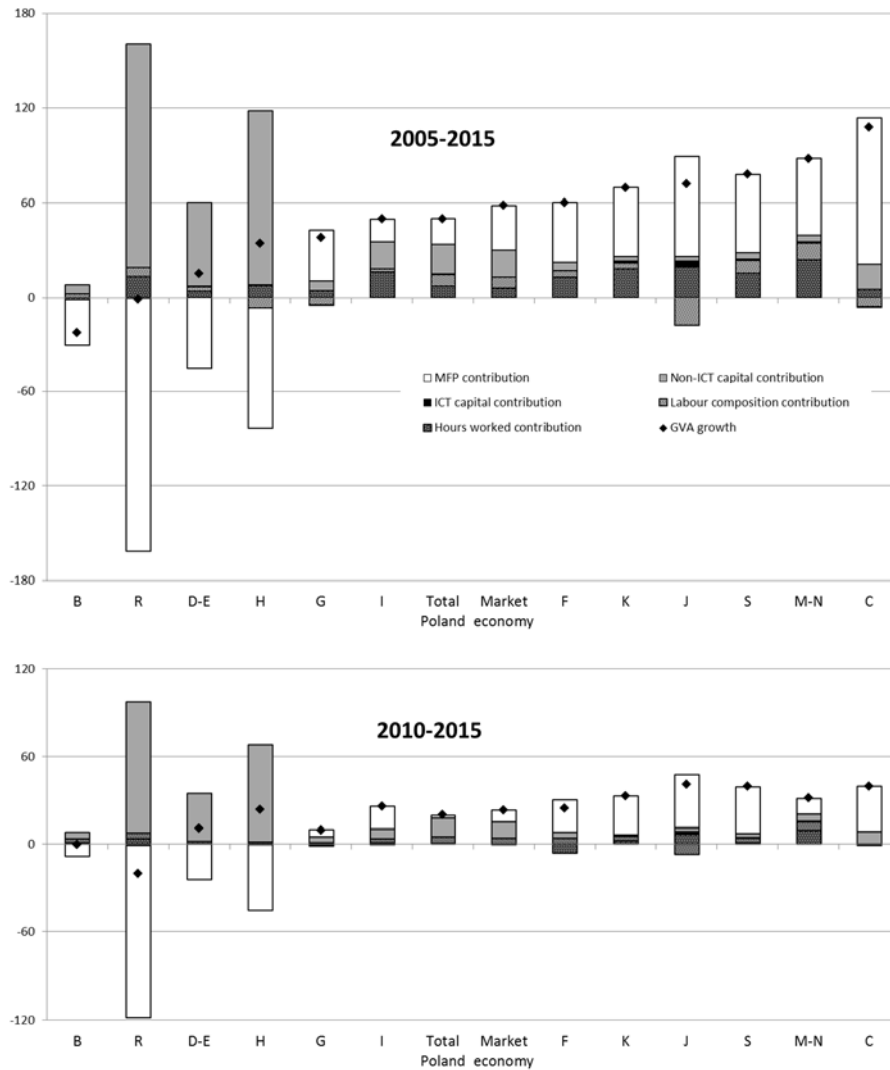 180
120
60
0
-60
-120
-180
2005-2015
MFP contribution
Non-ICT capital contribution
ICT capital contribution
Labour composition contribution
Hours worked contribution
GVA growth
B R D-E H G I Total Market F K J S M-N C
Poland economy
120
60
0
-60
-120
2010-2015
B R D-E H G I Total Market F K J S M-N C
Poland economy